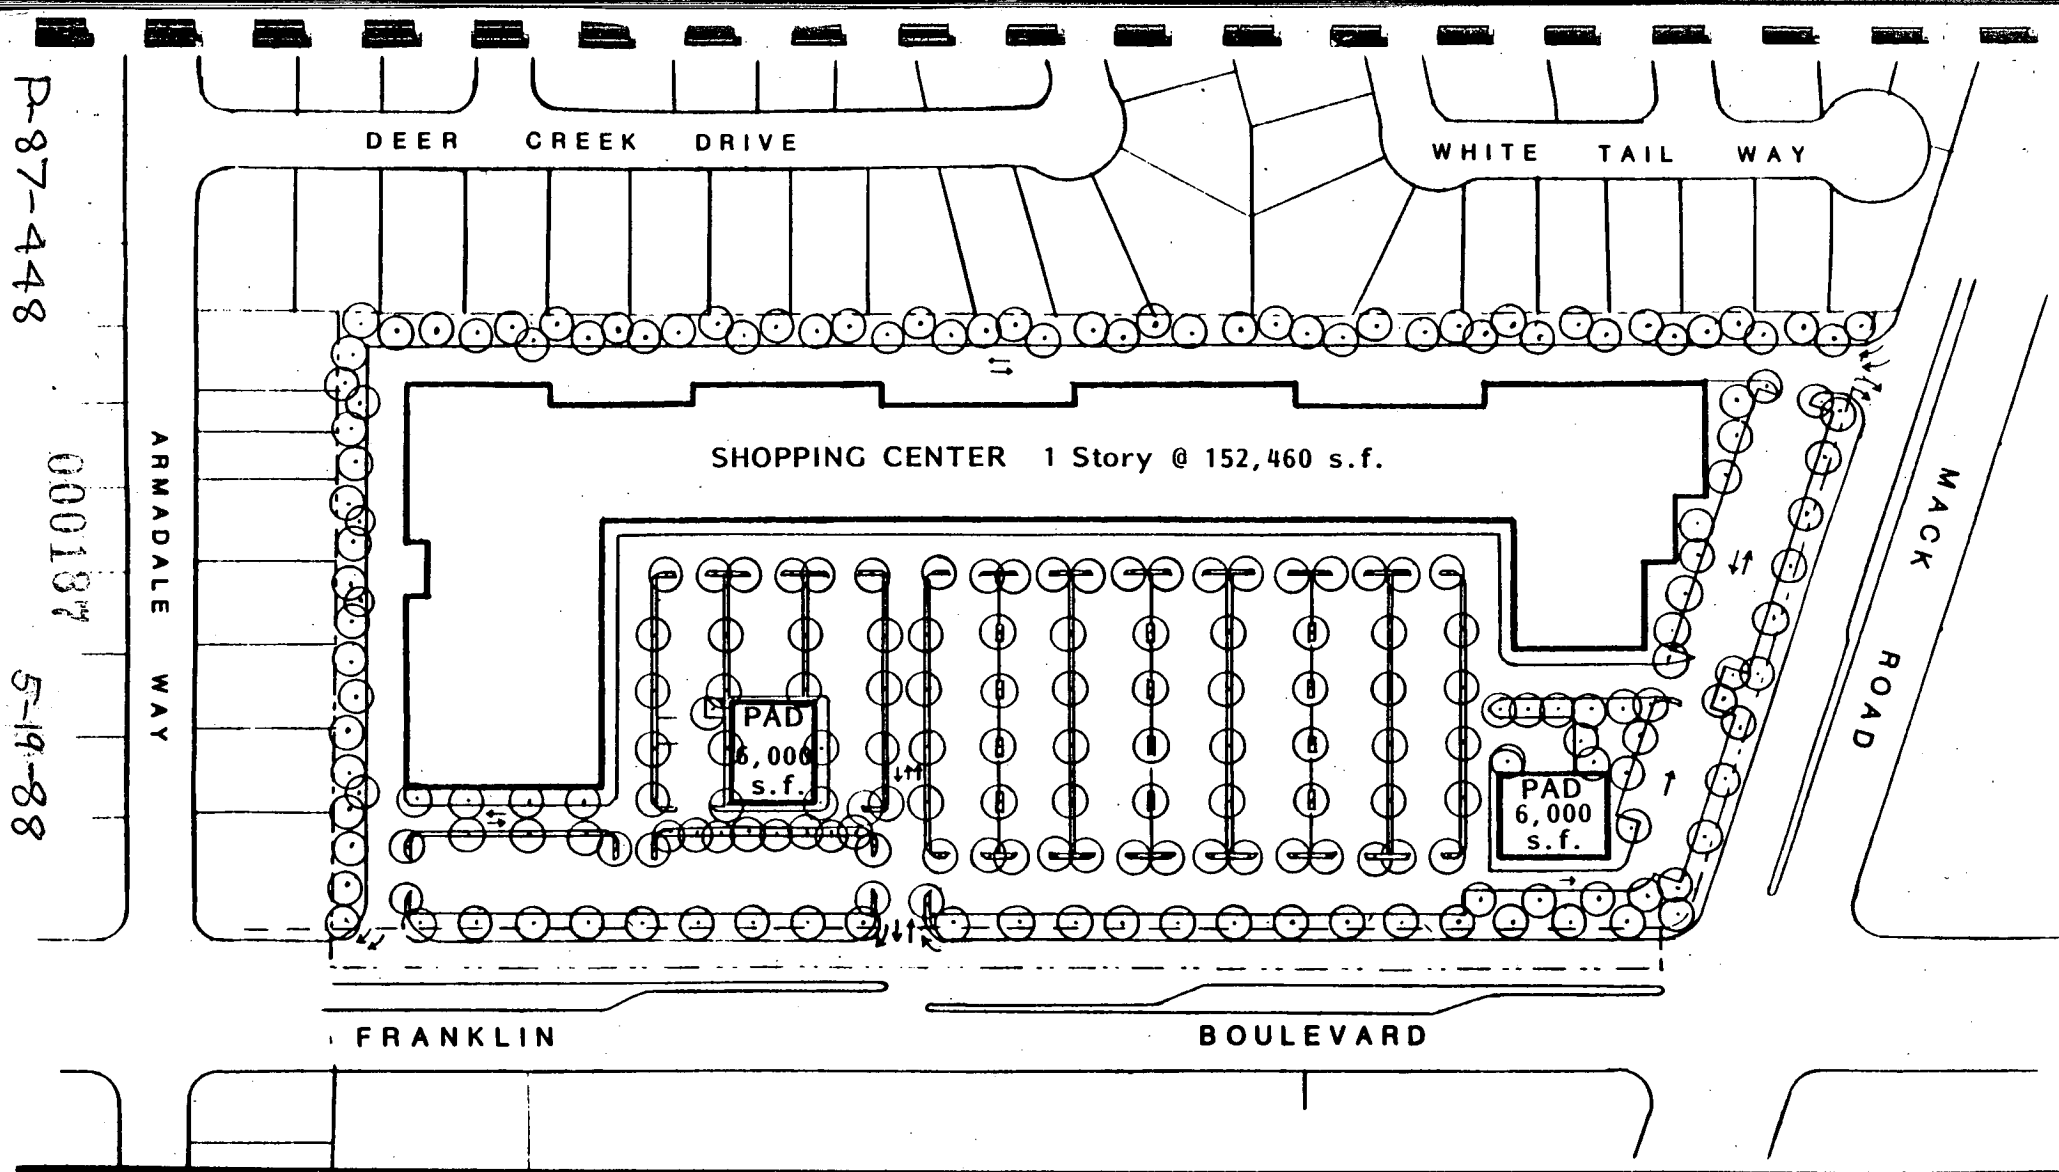 DEER CREEK DRIVE
WHITE TAIL WAY
P-87-448
000187
5-19-88
ARMADALE WAY
SHOPPING CENTER 1 Story @ 152,460 s.f.
MACK ROAD
PAD
6,000
s.f.
PAD
6,000
s.f.
FRANKLIN BOULEVARD